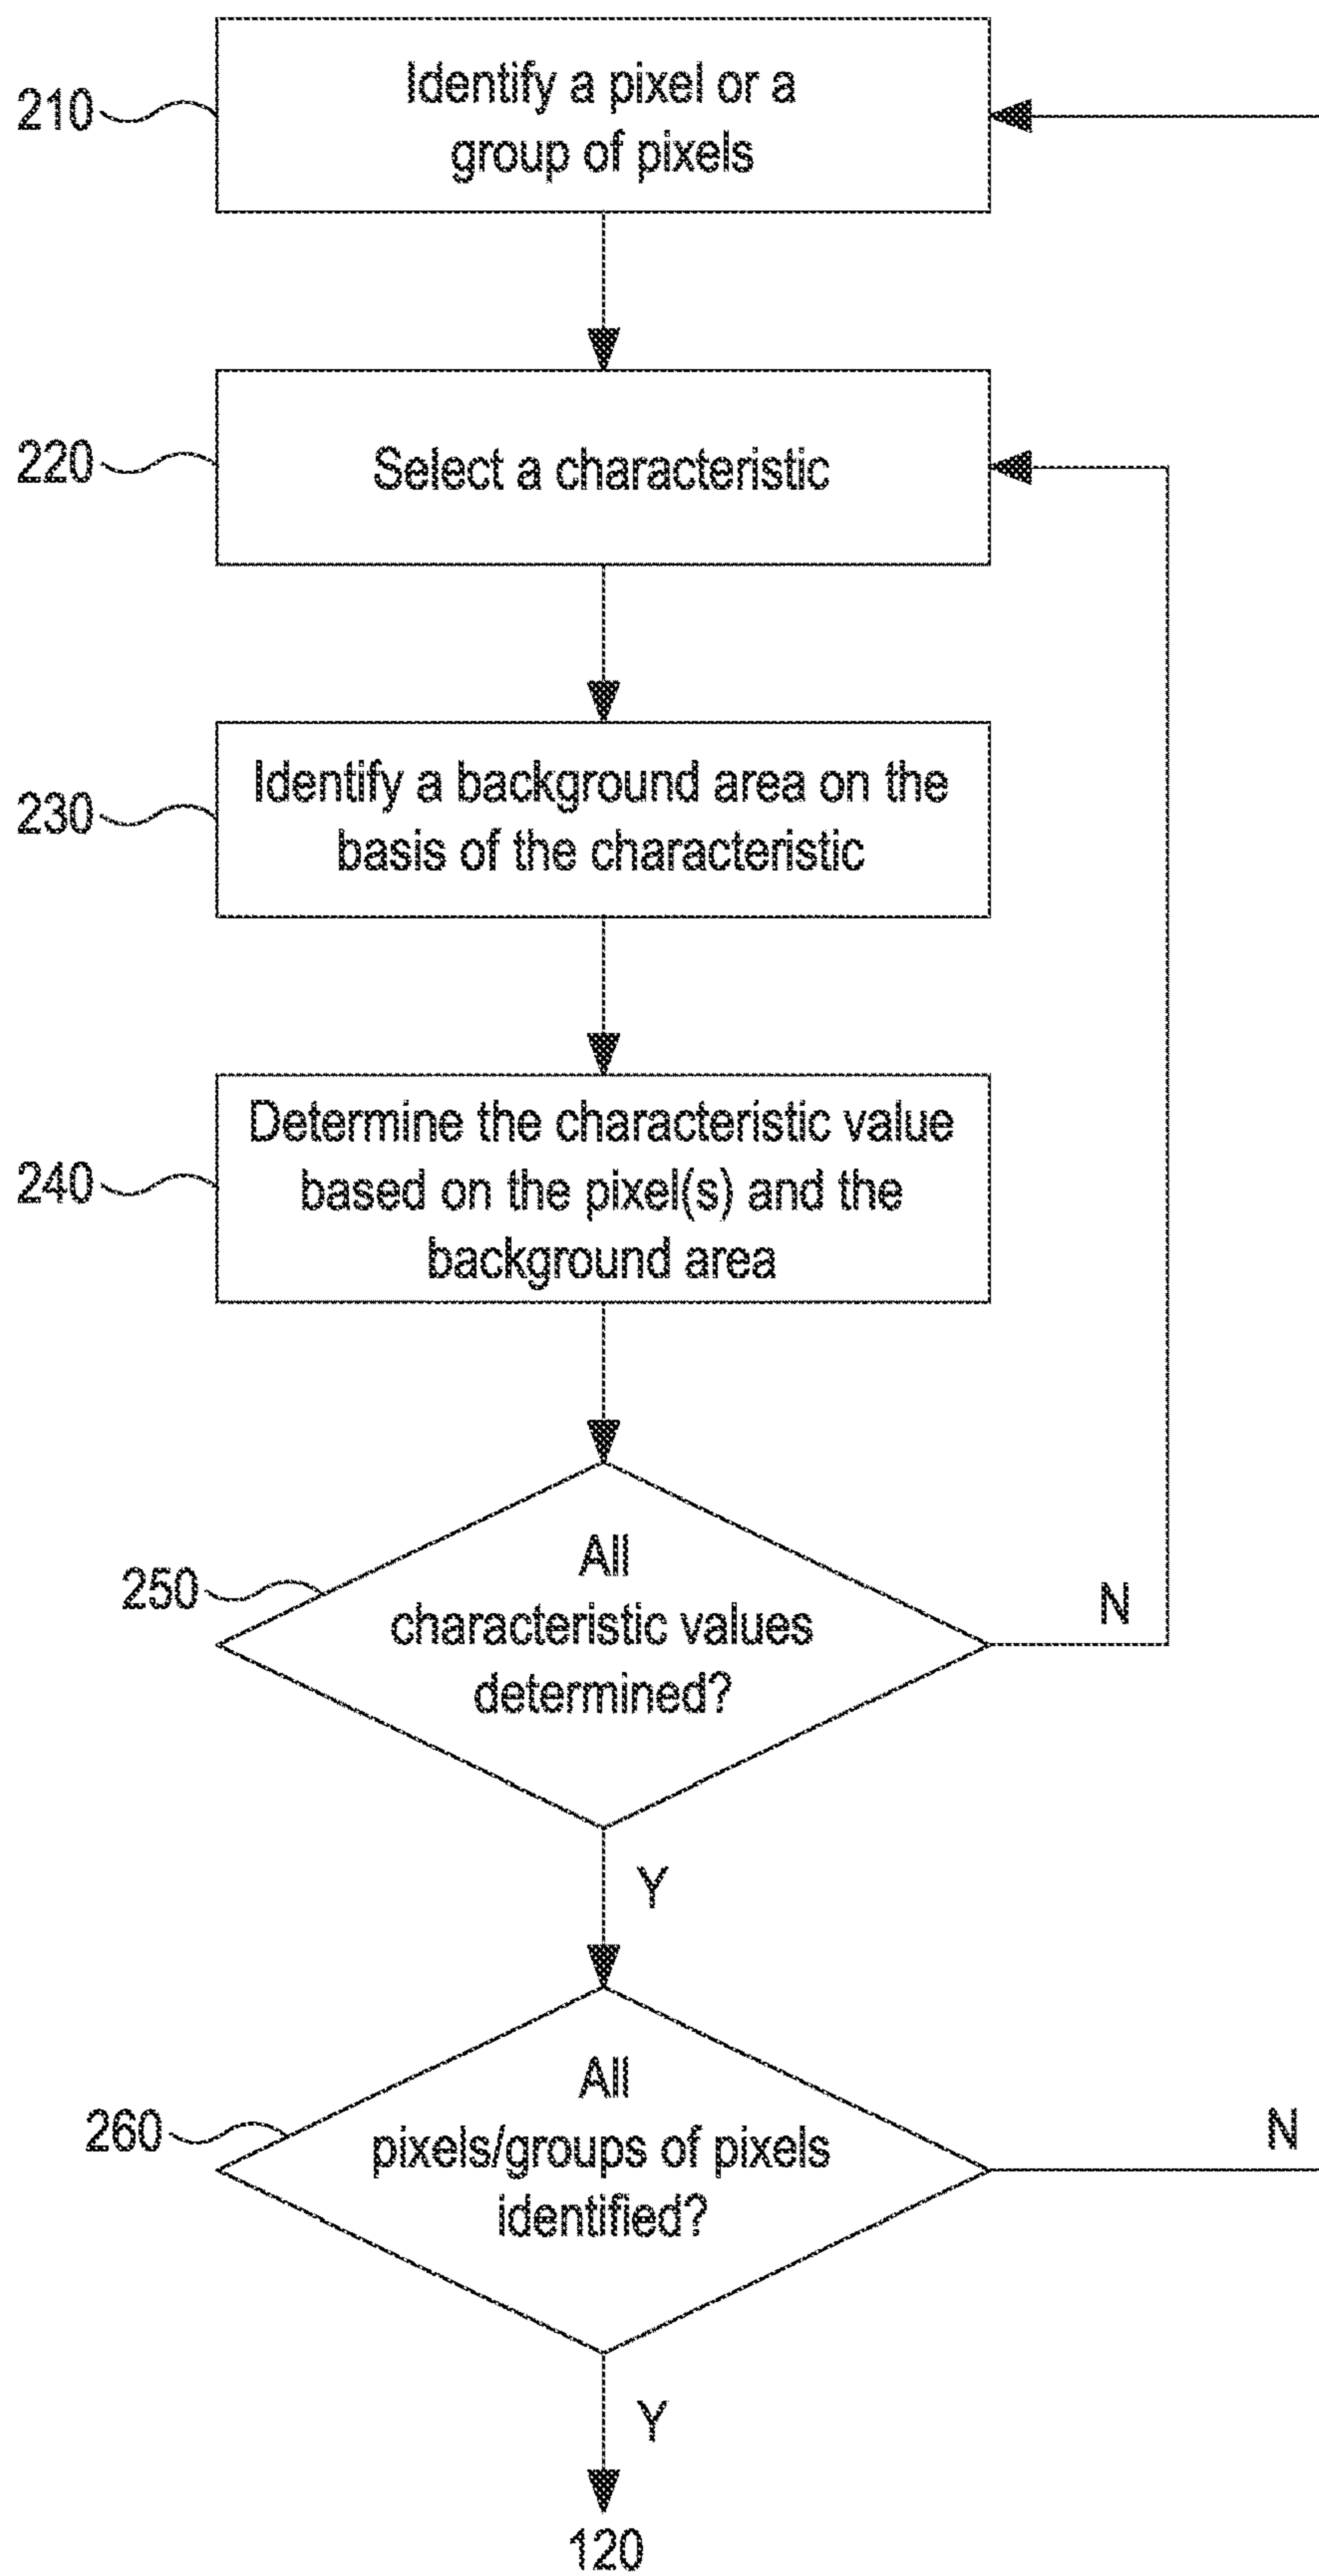 210
Identify a pixel or a
group of pixels
220
Select a characteristic
230
Identify a background area on the
basis of the characteristic
240
Determine the characteristic value
based on the pixel(s) and the
background area
250
All
characteristic values
determined?
N
Y
260
All
pixels/groups of pixels
identified?
N
Y
120